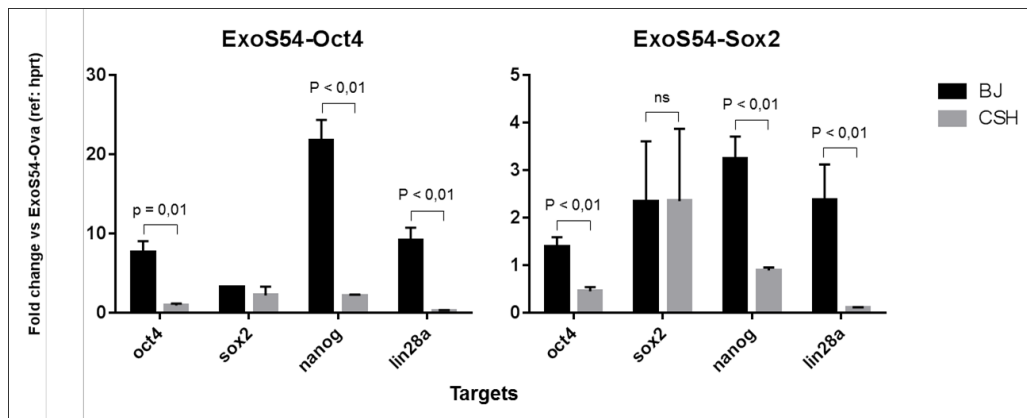 ExoS54-Oct4
ExoS54-Sox2
Fold change vs ExoS54-Ova (ref: hprt)
30
20
10
0
p = 0,01
P < 0,01
P < 0,01
oct4
sox2
nanog
lin28a
5
4
3
2
1
0
P < 0,01
ns
P < 0,01
P < 0,01
oct4
sox2
nanog
lin28a
BJ
CSH
Targets